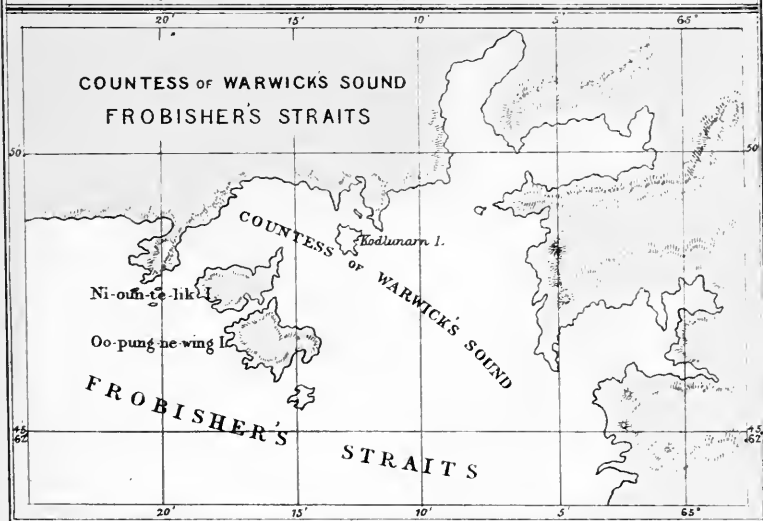 20' 15' 10' 5' 65°
COUNTESS OF WARWICK'S SOUND
FROBISHER'S STRAITS
50' 50'
COUNTESS OF WARWICK'S SOUND
Kodlunarn I.
Ni-oun-te-lik I.
Oo-pung-ne-wing I.
FROBISHER'S STRAITS
45' 45'
62° 62°
20' 15' 10' 5' 65°